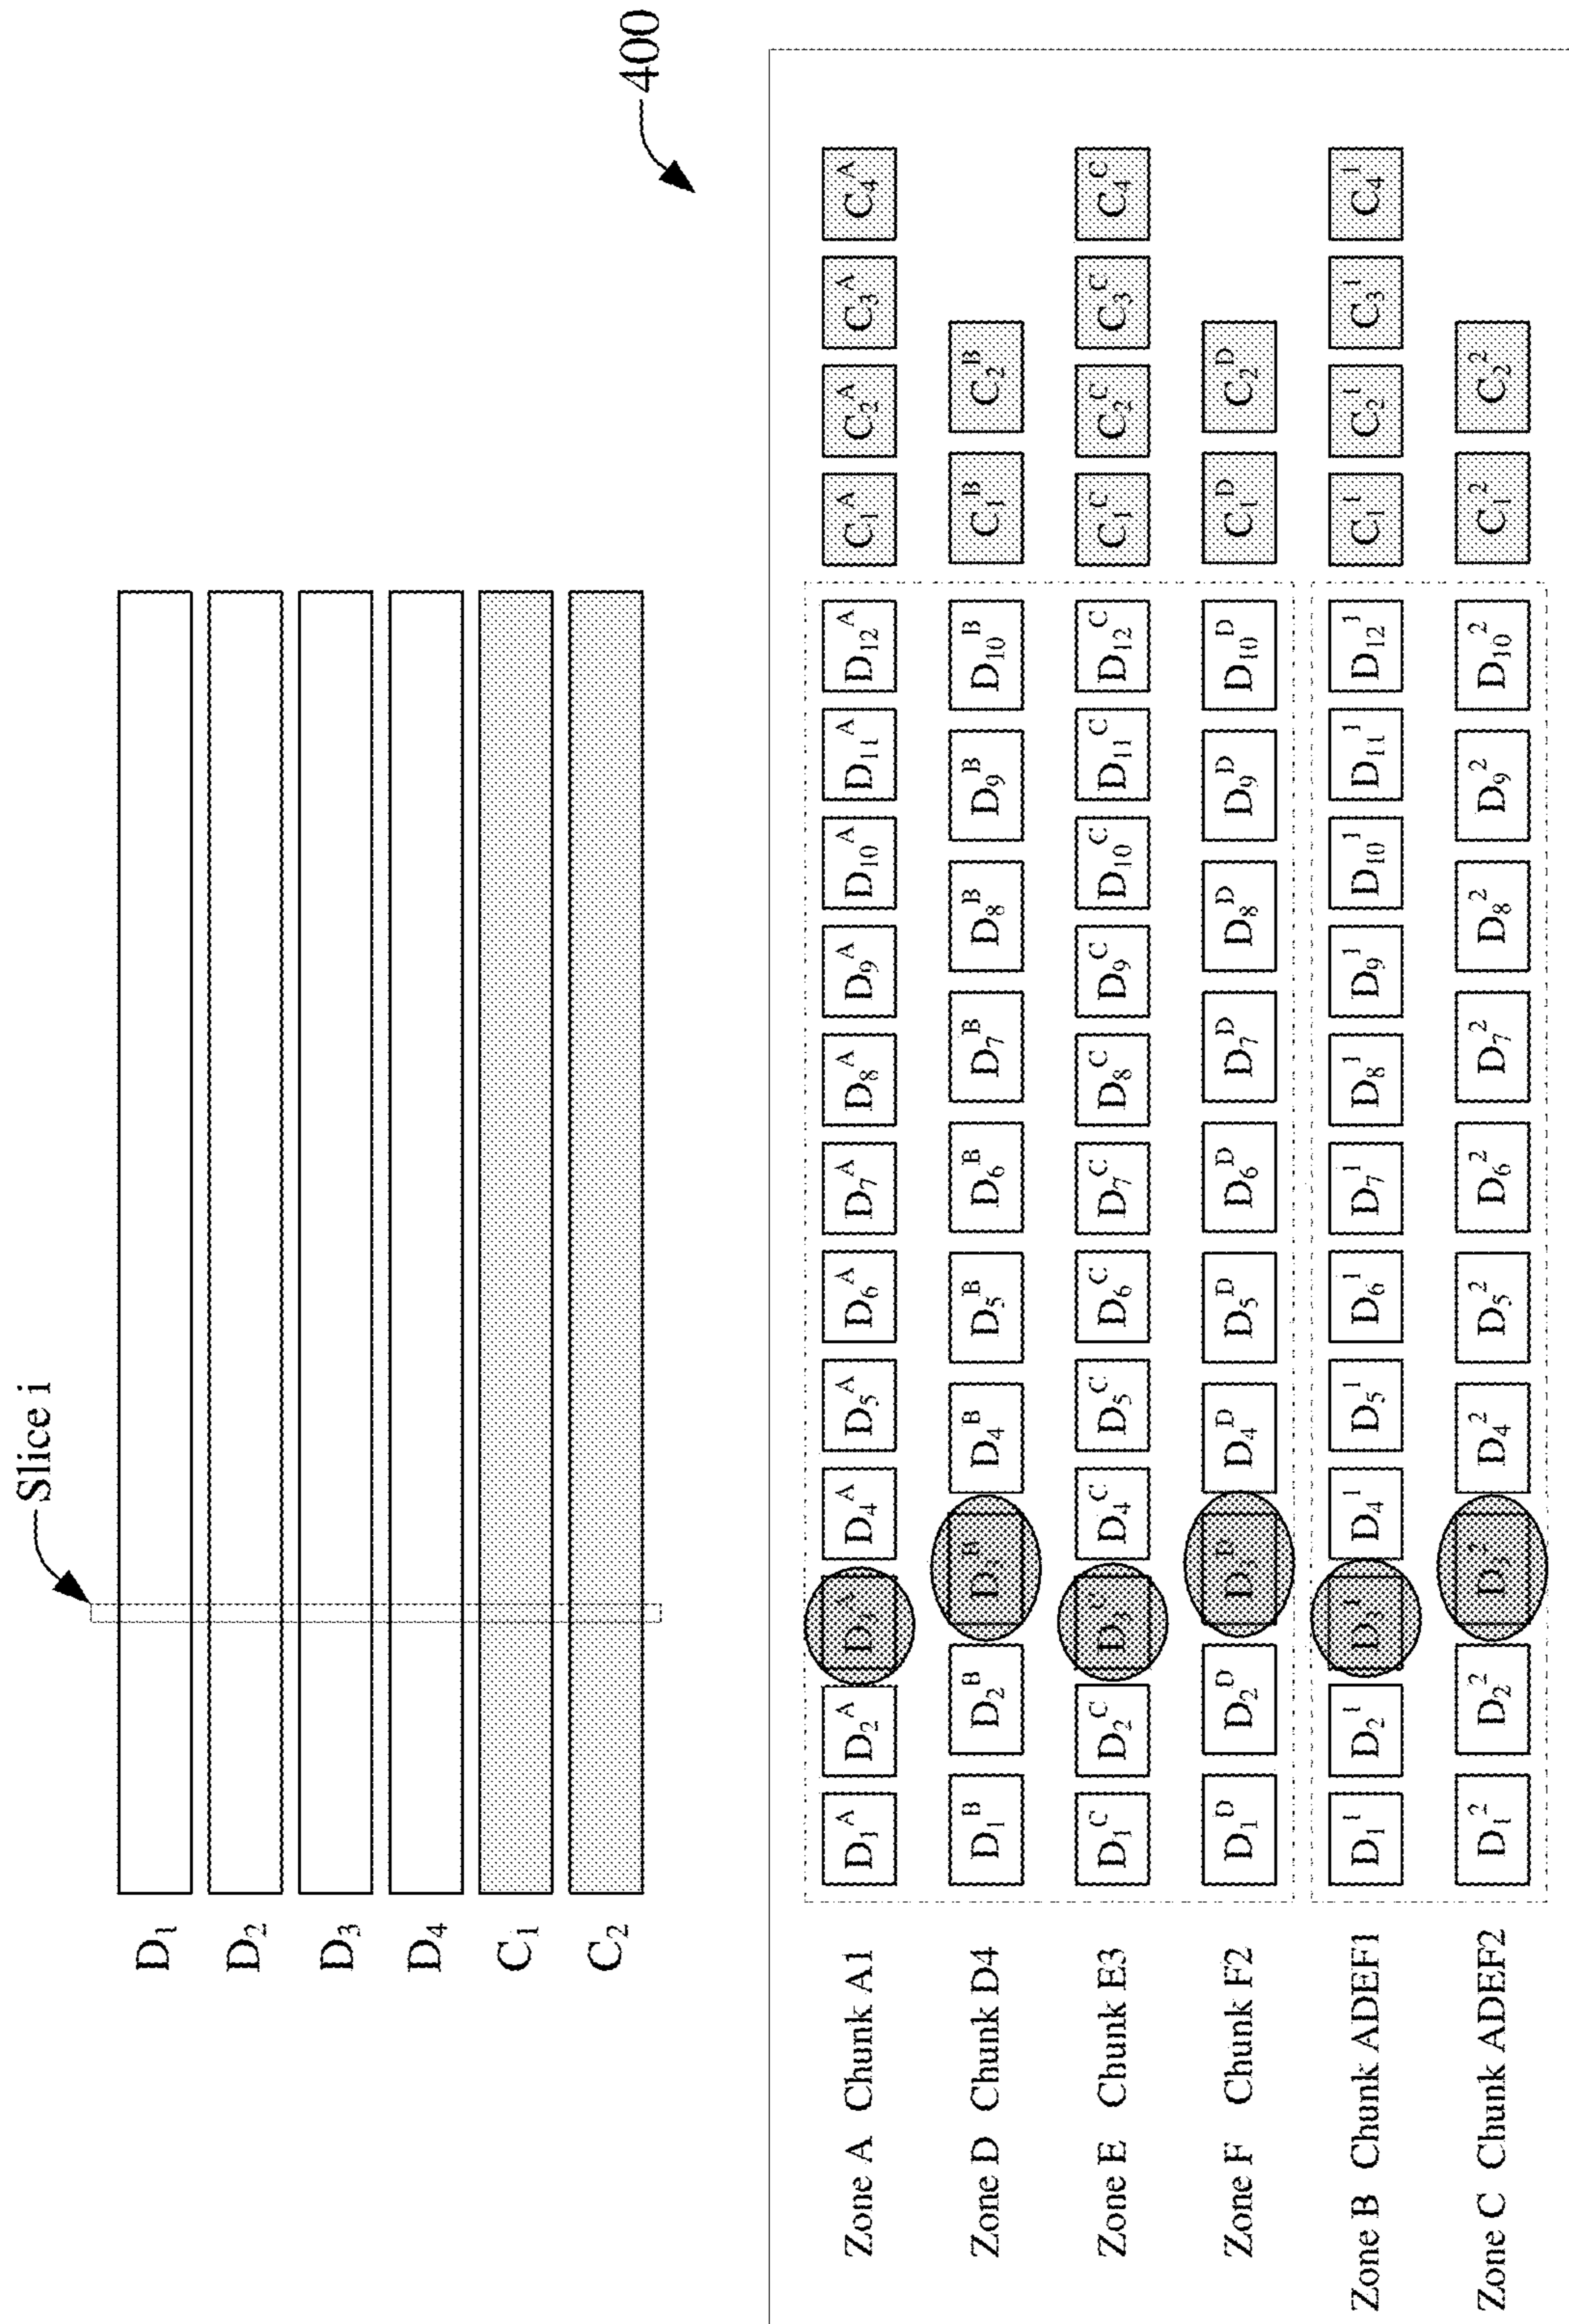 Slice i
D₁
D₂
D₃
D₄
C₁
C₂
400
Zone A Chunk A1 D₁ᴬ D₂ᴬ D₃ᴬ D₄ᴬ D₅ᴬ D₆ᴬ D₇ᴬ D₈ᴬ D₉ᴬ D₁₀ᴬ D₁₁ᴬ D₁₂ᴬ C₁ᴬ C₂ᴬ C₃ᴬ C₄ᴬ
Zone D Chunk D4 D₁ᴮ D₂ᴮ D₃ᴮ D₄ᴮ D₅ᴮ D₆ᴮ D₇ᴮ D₈ᴮ D₉ᴮ D₁₀ᴮ C₁ᴮ C₂ᴮ
Zone E Chunk E3 D₁ᶜ D₂ᶜ D₃ᶜ D₄ᶜ D₅ᶜ D₆ᶜ D₇ᶜ D₈ᶜ D₉ᶜ D₁₀ᶜ D₁₁ᶜ D₁₂ᶜ C₁ᶜ C₂ᶜ C₃ᶜ C₄ᶜ
Zone F Chunk F2 D₁ᴰ D₂ᴰ D₃ᴰ D₄ᴰ D₅ᴰ D₆ᴰ D₇ᴰ D₈ᴰ D₉ᴰ D₁₀ᴰ C₁ᴰ C₂ᴰ
Zone B Chunk ADEF1 D₁¹ D₂¹ D₃¹ D₄¹ D₅¹ D₆¹ D₇¹ D₈¹ D₉¹ D₁₀¹ D₁₁¹ D₁₂¹ C₁¹ C₂¹ C₃¹ C₄¹
Zone C Chunk ADEF2 D₁² D₂² D₃² D₄² D₅² D₆² D₇² D₈² D₉² D₁₀² C₁² C₂²